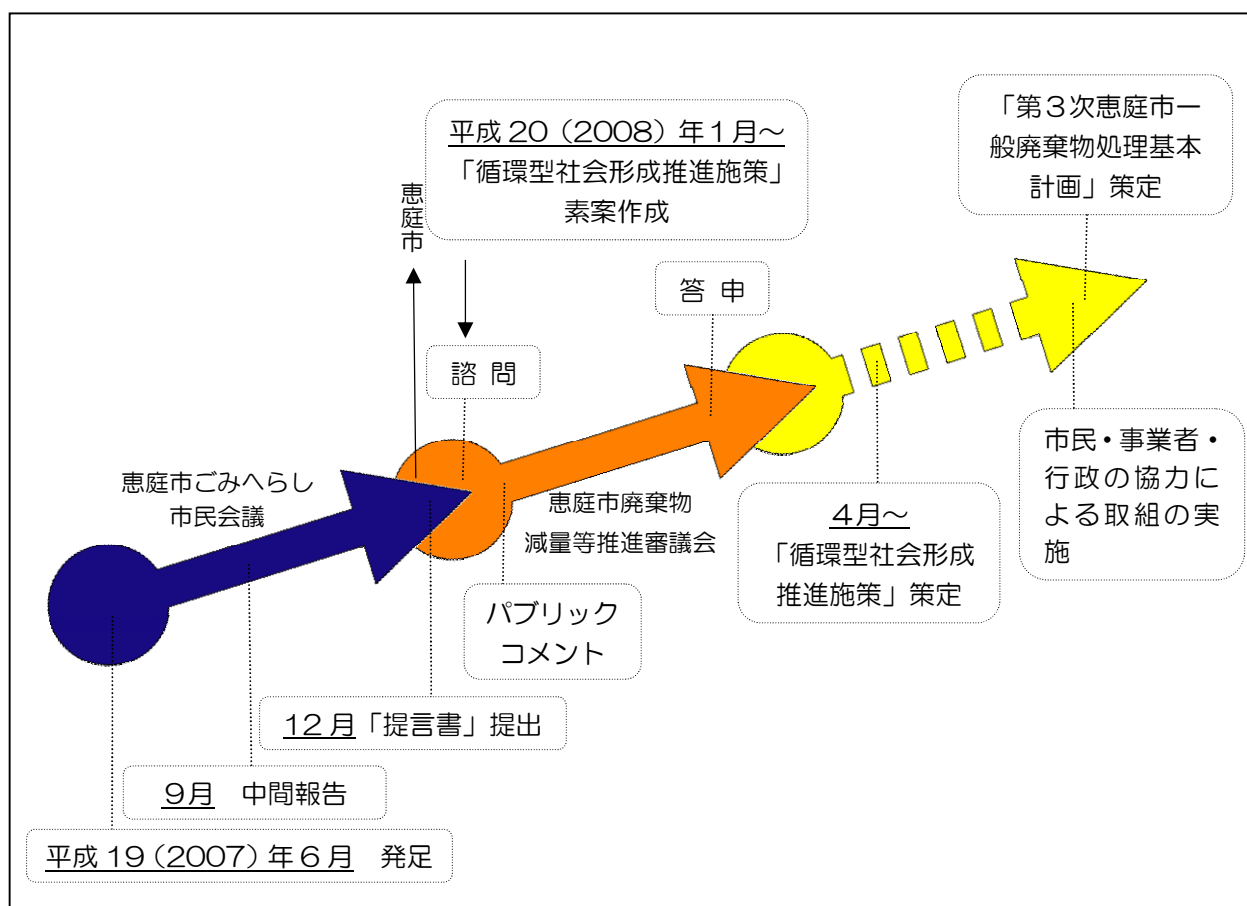 「第３次恵庭市一
般廃棄物処理基本
計画」策定
平成２０（２００８）年１月～
「循環型社会形成推進施策」
素案作成
恵庭市
答 申
諮 問
恵庭市ごみへらし
市民会議
恵庭市廃棄物
減量等推進審議会
市民・事業者・
行政の協力に
よる取組の実
施
４月～
「循環型社会形成
推進施策」策定
パブリック
コメント
１２月「提言書」提出
９月　中間報告
平成１９（２００７）年６月　発足